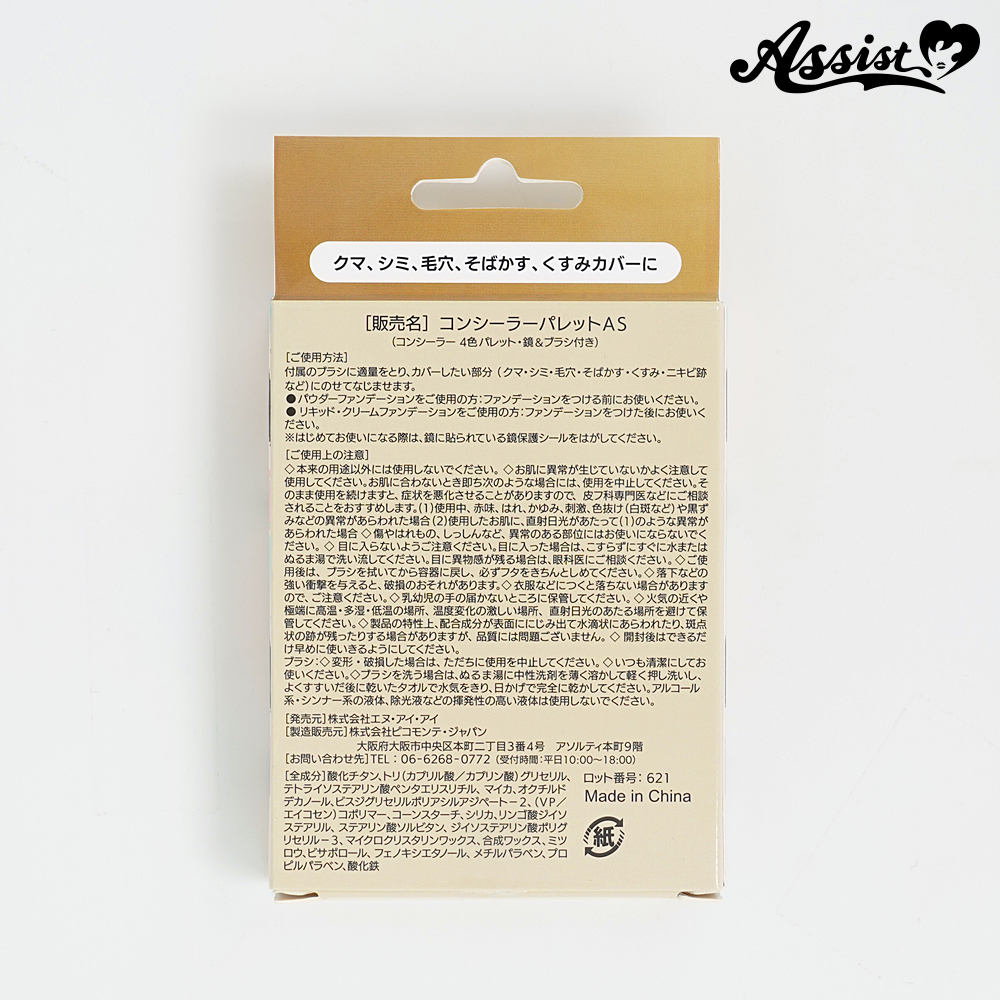 Assist
クマ、シミ、毛穴、そばかす、くすみカバーに
［販売名］ コンシーラーパレットAS
（コンシーラー 4色パレット・鏡＆ブラシ付き）
［ご使用方法］
付属のブラシに適量をとり、カバーしたい部分（クマ・シミ・毛穴・そばかす・くすみ・ニキビ跡
など）にのせてなじませます。
●パウダーファンデーションをご使用の方：ファンデーションをつける前にお使いください。
●リキッド・クリームファンデーションをご使用の方：ファンデーションをつけた後にお使いく
ださい。
※はじめてお使いになる際は、鏡に貼られている鏡保護シールをはがしてください。
［ご使用上の注意］
◇本来の用途以外には使用しないでください。◇お肌に異常が生じていないかよく注意して
使用してください。お肌に合わないとき即ち次のような場合には、使用を中止してください。そ
のまま使用を続けますと、症状を悪化させることがありますので、皮フ科専門医などにご相談
されることをおすすめします。（1）使用中、赤味、はれ、かゆみ、刺激、色抜け（白斑など）や黒ず
みなどの異常があらわれた場合（2）使用したお肌に、直射日光があたって（1）のような異常が
あらわれた場合◇傷やはれもの、しっしんなど、異常のある部位にはお使いにならないでく
ださい。◇目に入らないようご注意ください。目に入った場合は、こすらずにすぐに水または
ぬるま湯で洗い流してください。目に異物感が残る場合は、眼科医にご相談ください。◇ご使
用後は、ブラシを拭いてから容器に戻し、必ずフタをきちんとしめてください。◇落下などの
強い衝撃を与えると、破損のおそれがあります。◇衣服などにつくと落ちない場合があります
ので、ご注意ください。◇乳幼児の手の届かないところに保管してください。◇火気の近くや
極端に高温・多湿・低温の場所、温度変化の激しい場所、直射日光のあたる場所を避けて保
管してください。◇製品の特性上、配合成分が表面ににじみ出て水滴状にあらわれたり、斑点
状の跡が残ったりする場合がありますが、品質には問題ございません。◇開封後はできるだ
け早めに使いきるようにしてください。
ブラシ：◇変形・破損した場合は、ただちに使用を中止してください。◇いつも清潔にしてお
使いください。◇ブラシを洗う場合は、ぬるま湯に中性洗剤を薄く溶かして軽く押し洗いし、
よくすすいだ後に乾いたタオルで水気をきり、日かげで完全に乾かしてください。アルコール
系・シンナー系の液体、除光液などの揮発性の高い液体は使用しないでください。
［発売元］株式会社エヌ・アイ・アイ
［製造販売元］株式会社ピコモンテ・ジャパン
大阪府大阪市中央区本町二丁目3番4号 アソルティ本町9階
［お問い合わせ先］TEL：06-6268-0772（受付時間：平日10:00～18:00）
［全成分］酸化チタン、トリ（カプリル酸／カプリン酸）グリセリル、
テトライソステアリン酸ペンタエリスリチル、マイカ、オクチルド
デカノール、ビスジグリセリルポリアシルアジペート－2、（VP／
エイコセン）コポリマー、コーンスターチ、シリカ、リンゴ酸ジイソ
ステアリル、ステアリン酸ソルビタン、ジイソステアリン酸ポリグ
リセリル－3、マイクロクリスタリンワックス、合成ワックス、ミツ
ロウ、ビサボロール、フェノキシエタノール、メチルパラベン、プロ
ピルパラベン、酸化鉄
ロット番号：621
Made in China
紙